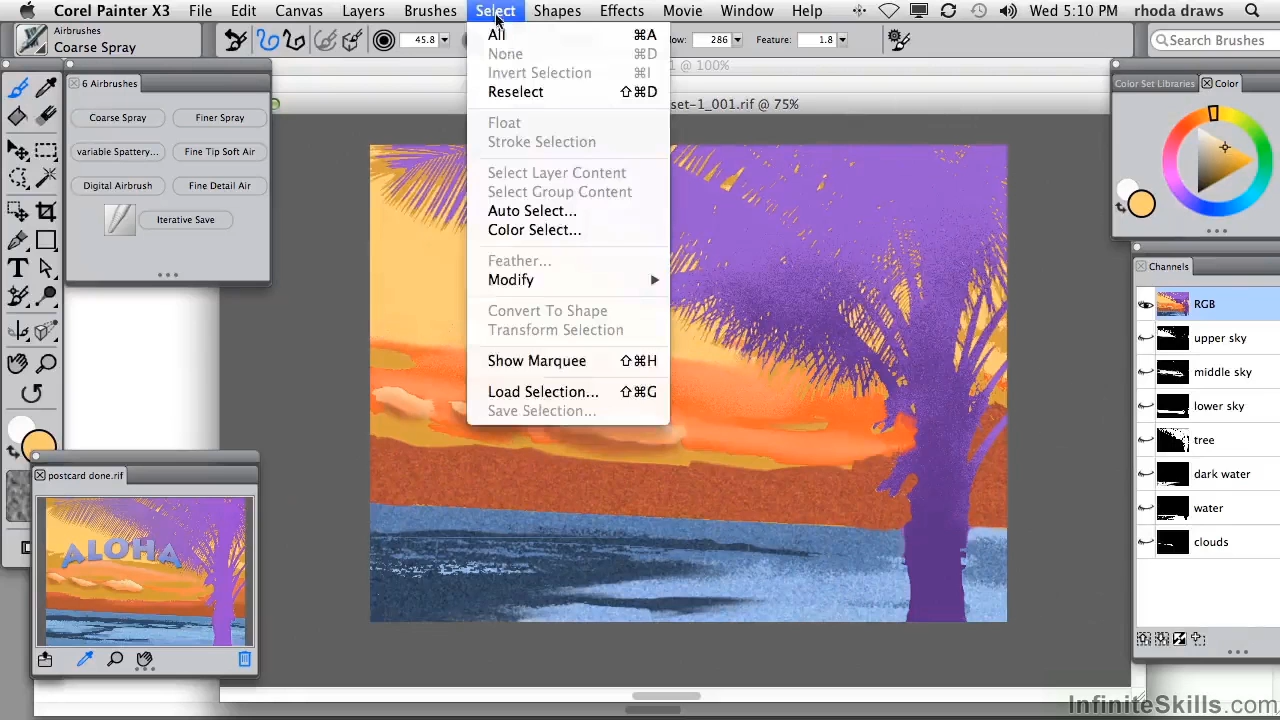 Corel Painter X3 File Edit Canvas Layers Brushes Select Shapes Effects Movie Window Help Wed 5:10 PM rhoda draws
Airbrushes
Coarse Spray
45.8
286
Feature: 1.8
Search Brushes
All ⌘A
None ⌘D
Invert Selection ⌘I
Reselect ⇧⌘D
Float
Stroke Selection
Select Layer Content
Select Group Content
Auto Select...
Color Select...
Feather...
Modify
Convert To Shape
Transform Selection
Show Marquee ⇧⌘H
Load Selection... ⇧⌘G
Save Selection...
@ 100%
set-1_001.rif @ 75%
6 Airbrushes
Coarse Spray Finer Spray
variable Spattery... Fine Tip Soft Air
Digital Airbrush Fine Detail Air
Iterative Save
T
postcard done.rif
ALOHA
Color Set Libraries Color
Channels
RGB
upper sky
middle sky
lower sky
tree
dark water
water
clouds
InfiniteSkills.com